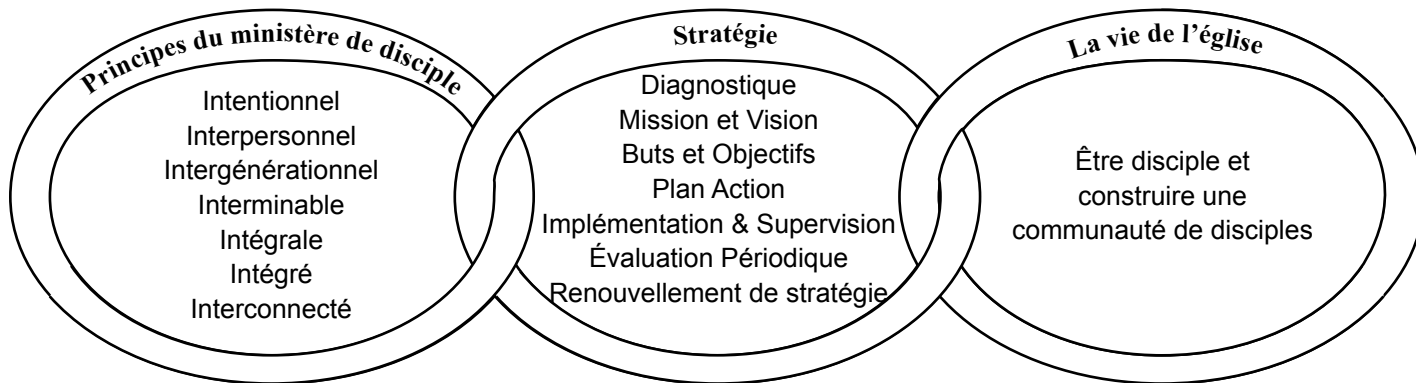 Principes du ministère de disciple
Intentionnel
Interpersonnel
Intergénérationnel
Interminable
Intégrale
Intégré
Interconnecté
Stratégie
Diagnostique
Mission et Vision
Buts et Objectifs
Plan Action
Implémentation & Supervision
Évaluation Périodique
Renouvellement de stratégie
La vie de l’église
Être disciple et
construire une
communauté de disciples